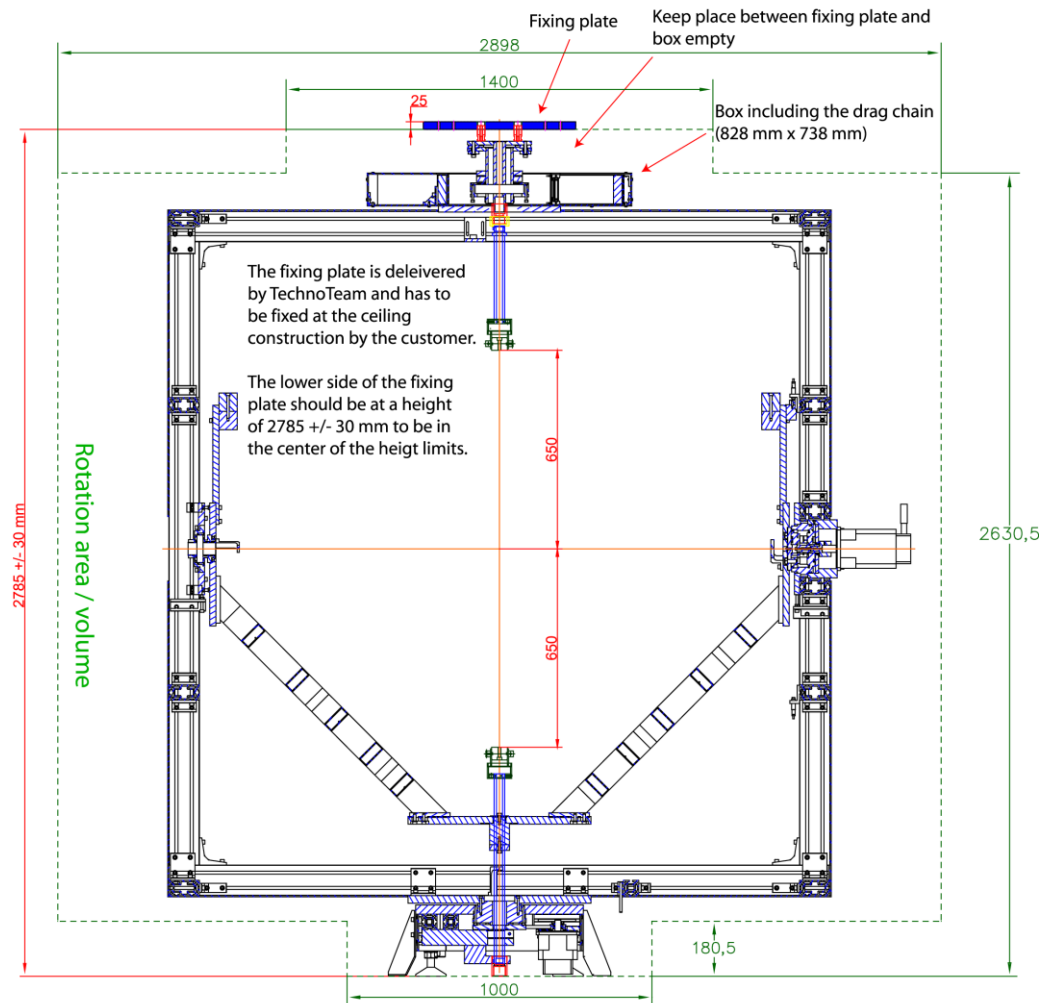 Fixing plate
Keep place between fixing plate and
box empty
2898
1400
25
Box including the drag chain
(828 mm x 738 mm)
The fixing plate is deleivered
by TechnoTeam and has to
be fixed at the ceiling
construction by the customer.
The lower side of the fixing
plate should be at a height
of 2785 +/- 30 mm to be in
the center of the heigt limits.
650
Rotation area / volume
2785 +/- 30 mm
2630,5
650
180,5
1000